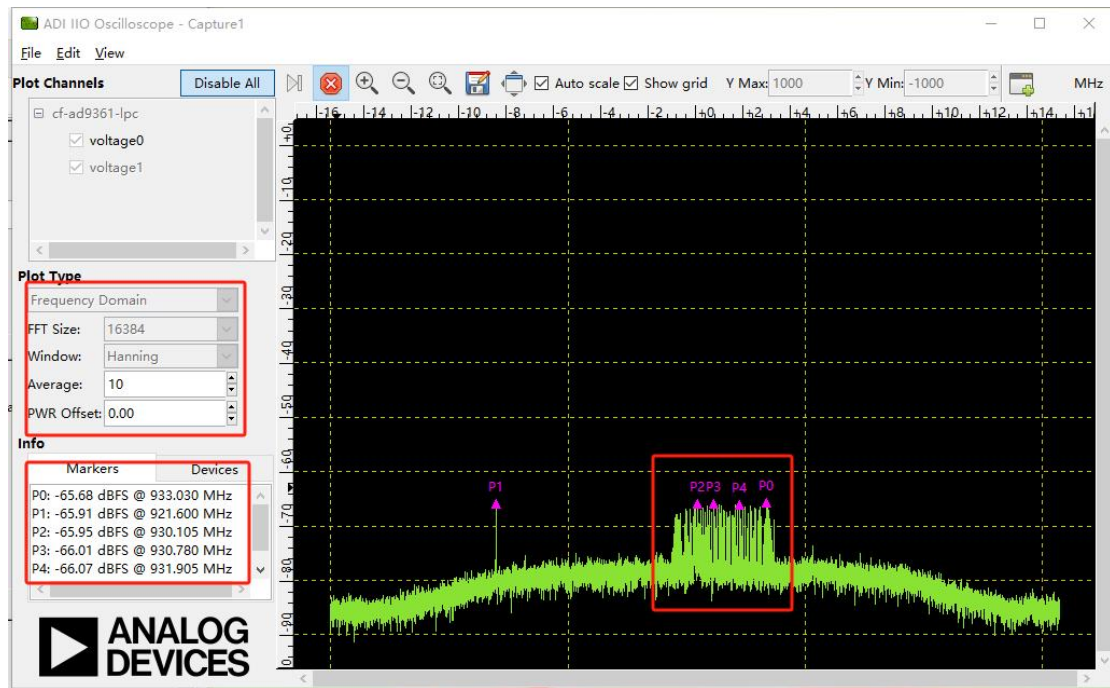 ADI IIO Oscilloscope - Capture1
File Edit View
Plot Channels Disable All Auto scale Show grid Y Max: 1000 Y Min: -1000 MHz
cf-ad9361-lpc
voltage0
voltage1
-16 -14 -12 -10 -8 -6 -4 -2 +0 +2 +4 +6 +8 +10 +12 +14 +1
+0
-10
-20
-30
-40
-50
-60
-70
-80
-90
Plot Type
Frequency Domain
FFT Size: 16384
Window: Hanning
Average: 10
PWR Offset: 0.00
Info
Markers Devices
P0: -65.68 dBFS @ 933.030 MHz
P1: -65.91 dBFS @ 921.600 MHz
P2: -65.95 dBFS @ 930.105 MHz
P3: -66.01 dBFS @ 930.780 MHz
P4: -66.07 dBFS @ 931.905 MHz
P1 P2 P3 P4 P0
ANALOG
DEVICES